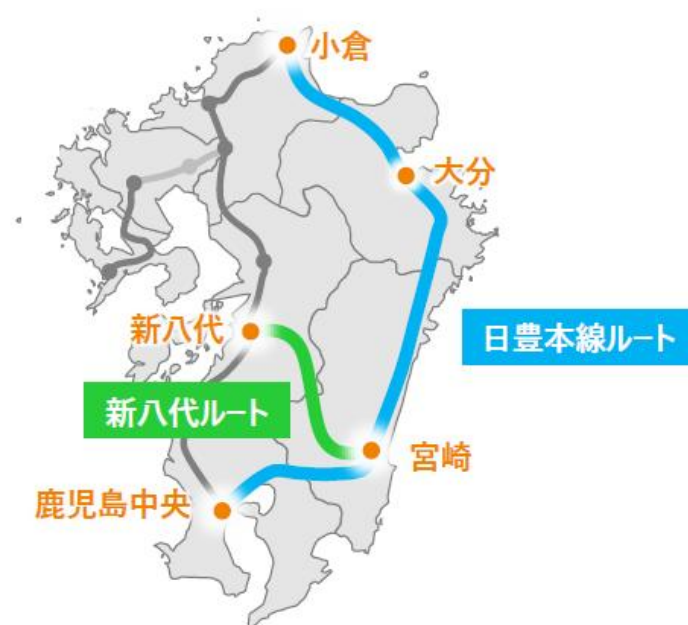 小倉
大分
新八代
日豊本線ルート
新八代ルート
宮崎
鹿児島中央